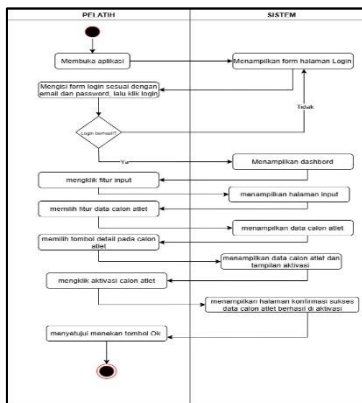 PELATIH
SISTEM
Membuka aplikasi
Menampilkan form halaman Login
Mengisi form login sesuai dengan
email dan password, lalu klik login
Tidak
Login berhasil?
Ya
Menampilkan dashbord
mengklik fitur input
menampilkan halaman input
memilih fitur data calon atlet
menampilkan data calon atlet
memilih tombol detail pada calon
atlet
menampilkan data calon atlet dan
tampilan aktivasi
mengklik aktivasi calon atlet
menampilkan halaman konfirmasi sukses
data calon atlet berhasil di aktivasi
menyetujui menekan tombol Ok